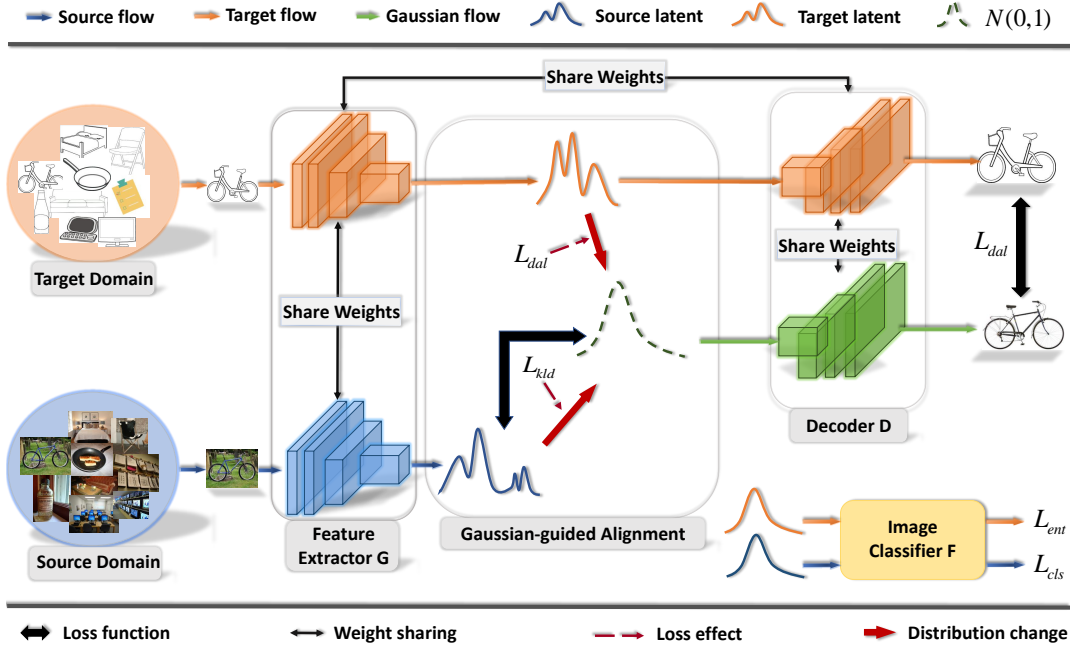 Source flow
Target flow
Gaussian flow
Source latent
Target latent
N(0,1)
Share Weights
Target Domain
L_dal
Share Weights
Share Weights
L_dal
L_kld
Decoder D
Source Domain
Feature
Extractor G
Gaussian-guided Alignment
Image
Classifier F
L_ent
L_cls
Loss function
Weight sharing
Loss effect
Distribution change